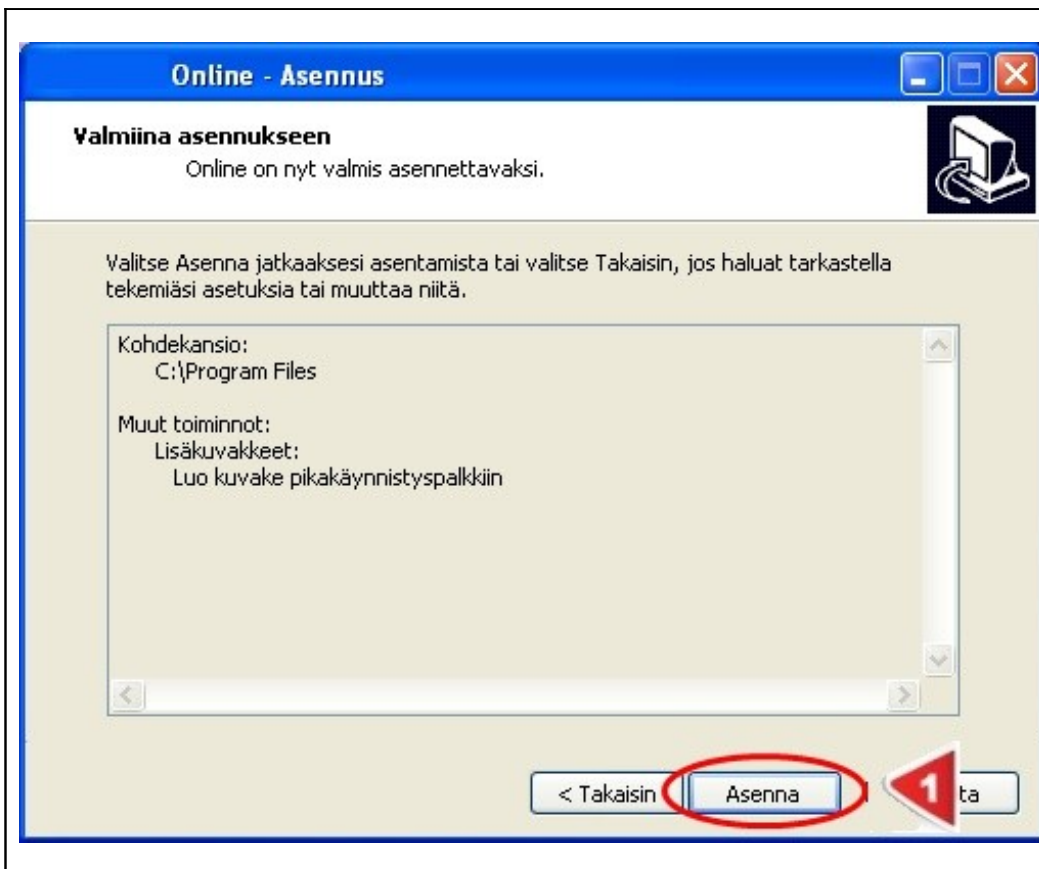 Online - Asennus
Valmiina asennukseen
Online on nyt valmis asennettavaksi.
Valitse Asenna jatkaaksesi asentamista tai valitse Takaisin, jos haluat tarkastella
tekemiäsi asetuksia tai muuttaa niitä.
Kohdekansio:
C:\Program Files
Muut toiminnot:
Lisäkuvakkeet:
Luo kuvake pikakäynnistyspalkkiin
< Takaisin Asenna 1